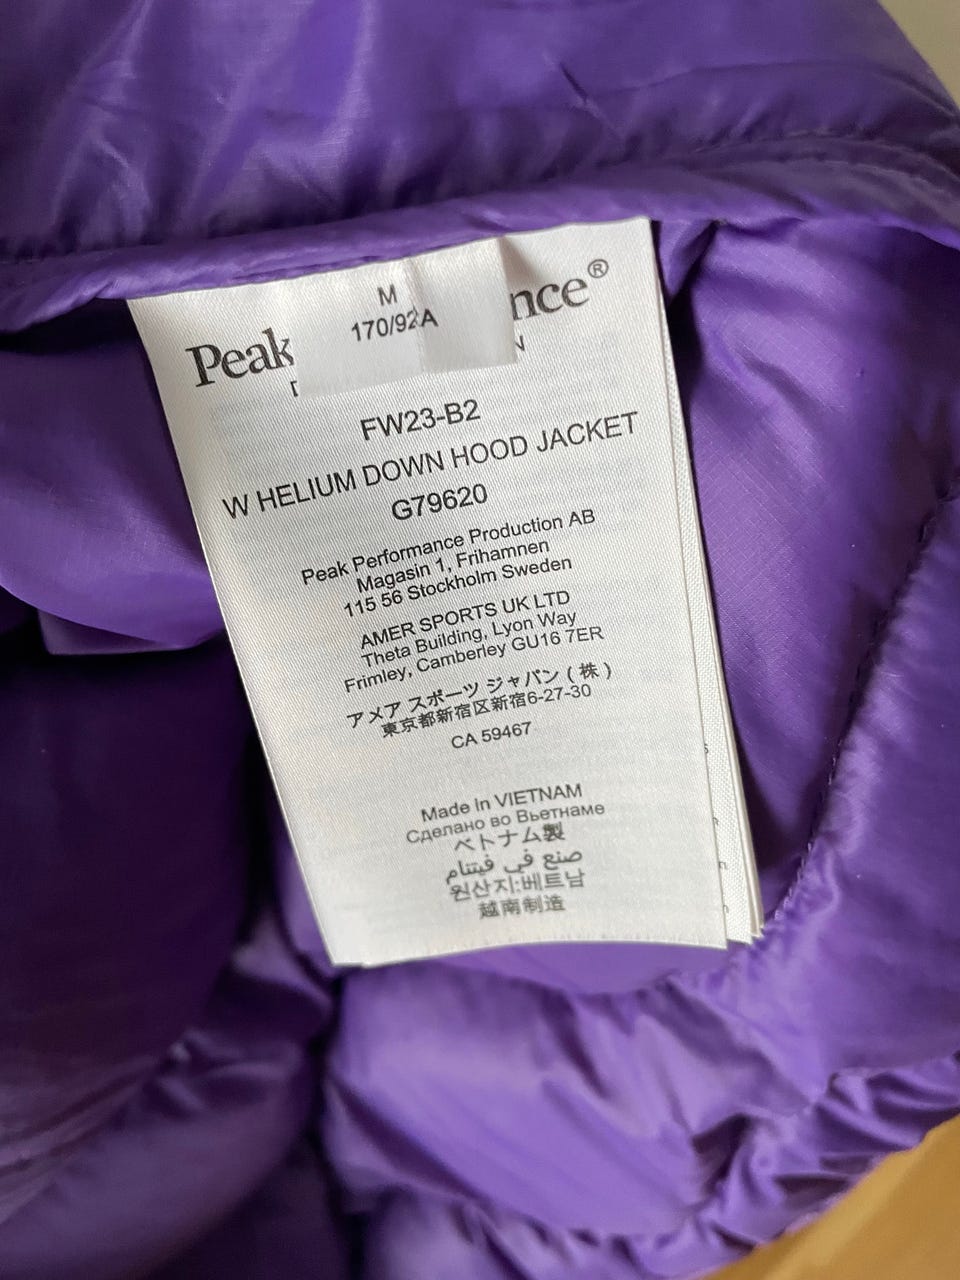 M
170/92A
Peak nce®
FW23-B2
W HELIUM DOWN HOOD JACKET
G79620
Peak Performance Production AB
Magasin 1, Frihamnen
115 56 Stockholm Sweden
AMER SPORTS UK LTD
Theta Building, Lyon Way
Frimley, Camberley GU16 7ER
アメア スポーツ ジャパン ( 株 )
東京都新宿区新宿6-27-30
CA 59467
Made In VIETNAM
Сделано во Вьетнаме
ベトナム製
صنع في فيتنام
원산지:베트남
越南制造